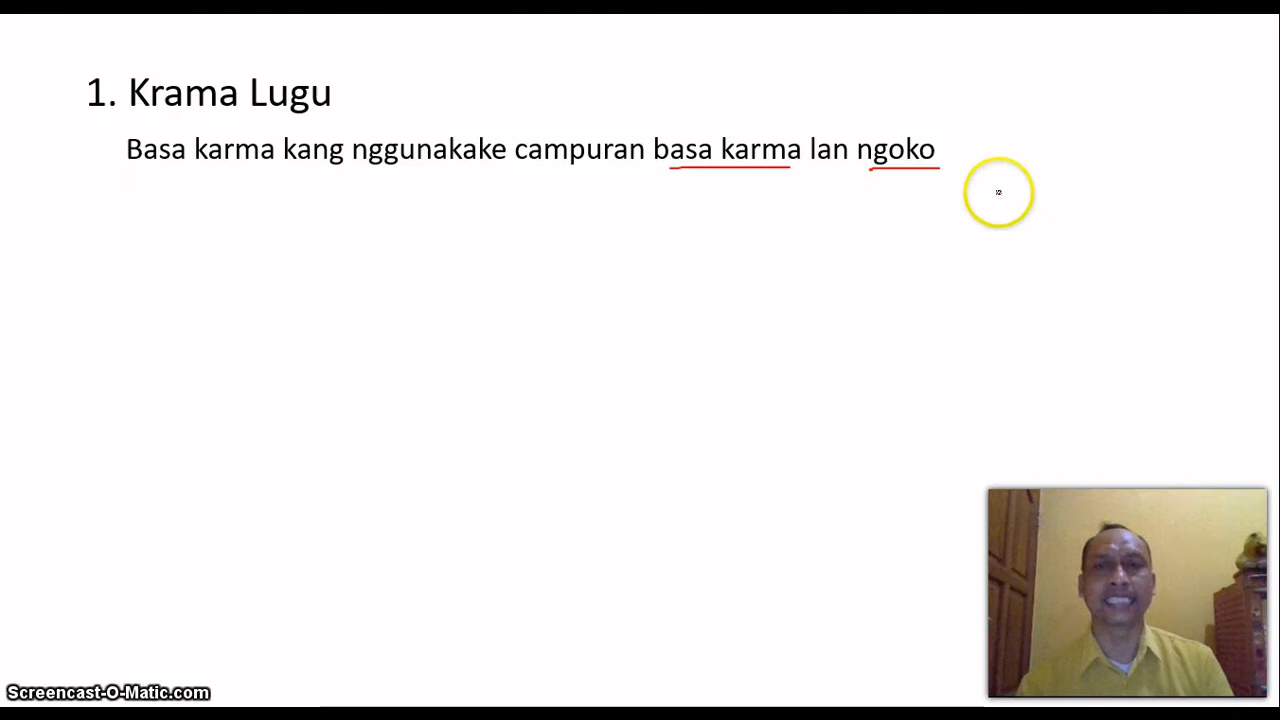 1. Krama Lugu
Basa karma kang nggunakake campuran basa karma lan ngoko
Screencast-O-Matic.com